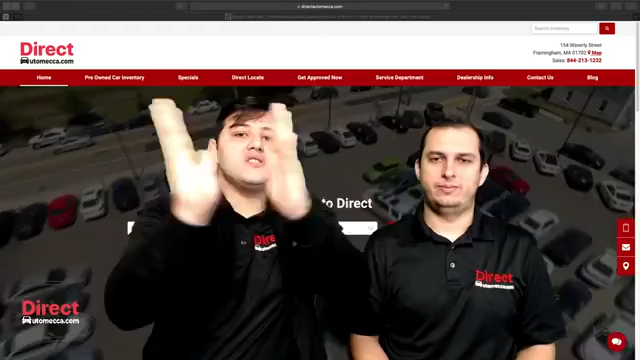 directautomecca.com
Search Inventory
Direct
utomecca.com
154 Waverly Street
Framingham, MA 01702 Map
Sales: 844-213-1232
Home
Pre Owned Car Inventory
Specials
Direct Locate
Get Approved Now
Service Department
Dealership Info
Contact Us
Blog
to Direct
Direct
utomecca.com
Direct
utomecca.com
Direc
utomecca.com